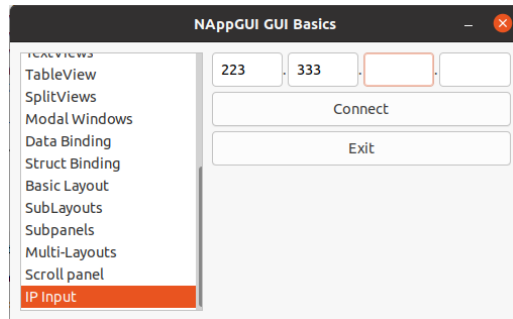 NAppGUI GUI Basics
TextViews
TableView
SplitViews
Modal Windows
Data Binding
Struct Binding
Basic Layout
SubLayouts
Subpanels
Multi-Layouts
Scroll panel
IP Input
223 . 333 . .
Connect
Exit